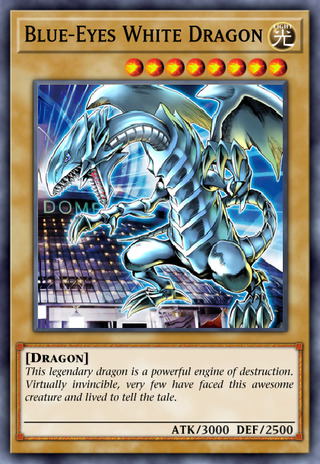 Blue-Eyes White Dragon
LIGHT
光
DOME
[Dragon]
This legendary dragon is a powerful engine of destruction.
Virtually invincible, very few have faced this awesome
creature and lived to tell the tale.
ATK/3000 DEF/2500